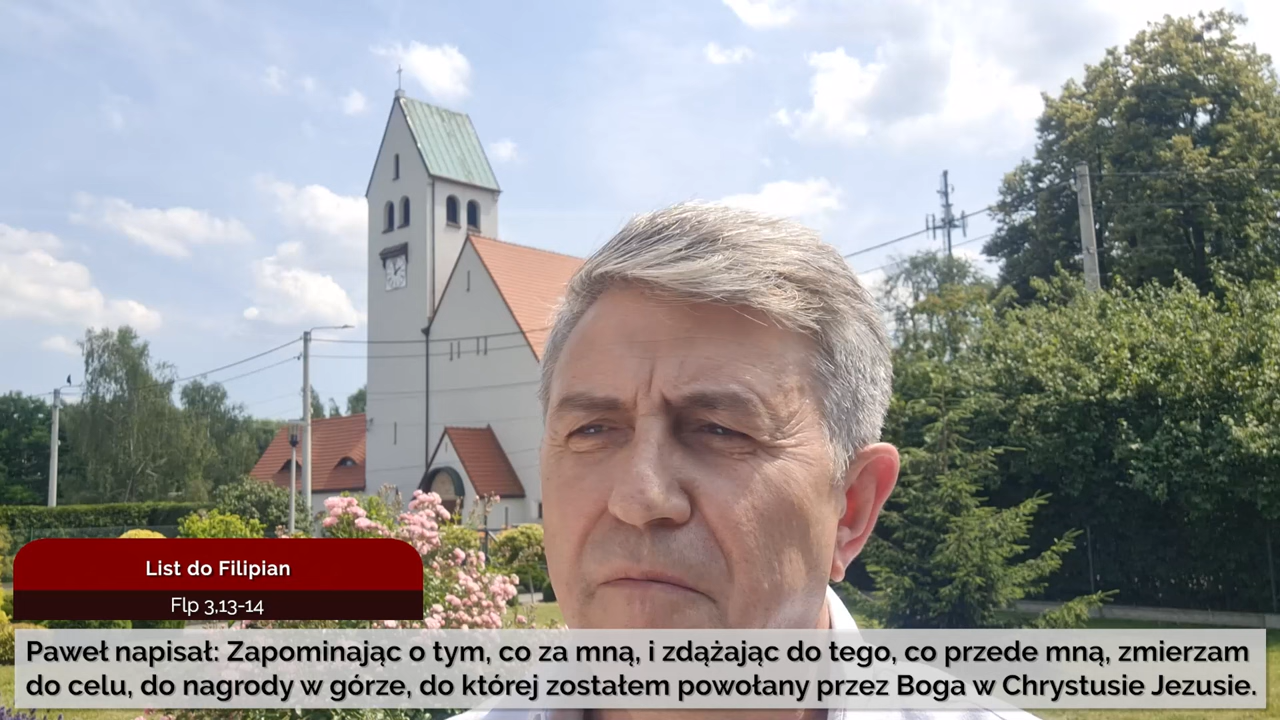 List do Filipian
Flp 3,13-14
Paweł napisał: Zapominając o tym, co za mną, i zdążając do tego, co przede mną, zmierzam
do celu, do nagrody w górze, do której zostałem powołany przez Boga w Chrystusie Jezusie.